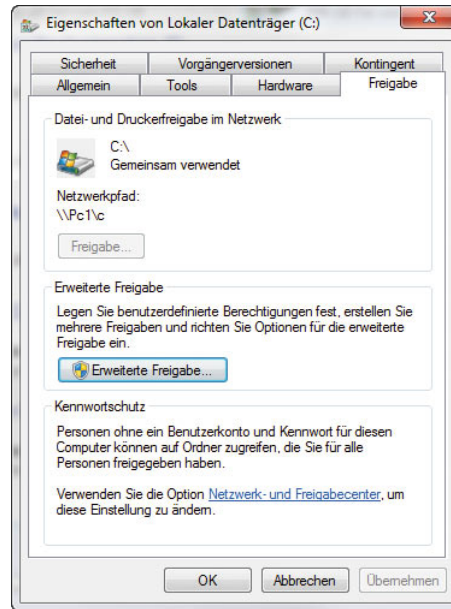 Eigenschaften von Lokaler Datenträger (C:)
Sicherheit Vorgängerversionen Kontingent
Allgemein Tools Hardware Freigabe
Datei- und Druckerfreigabe im Netzwerk
C:\
Gemeinsam verwendet
Netzwerkpfad:
\\Pc1\c
Freigabe...
Erweiterte Freigabe
Legen Sie benutzerdefinierte Berechtigungen fest, erstellen Sie
mehrere Freigaben und richten Sie Optionen für die erweiterte
Freigabe ein.
Erweiterte Freigabe...
Kennwortschutz
Personen ohne ein Benutzerkonto und Kennwort für diesen
Computer können auf Ordner zugreifen, die Sie für alle
Personen freigegeben haben.
Verwenden Sie die Option Netzwerk- und Freigabecenter, um
diese Einstellung zu ändern.
OK Abbrechen Übernehmen